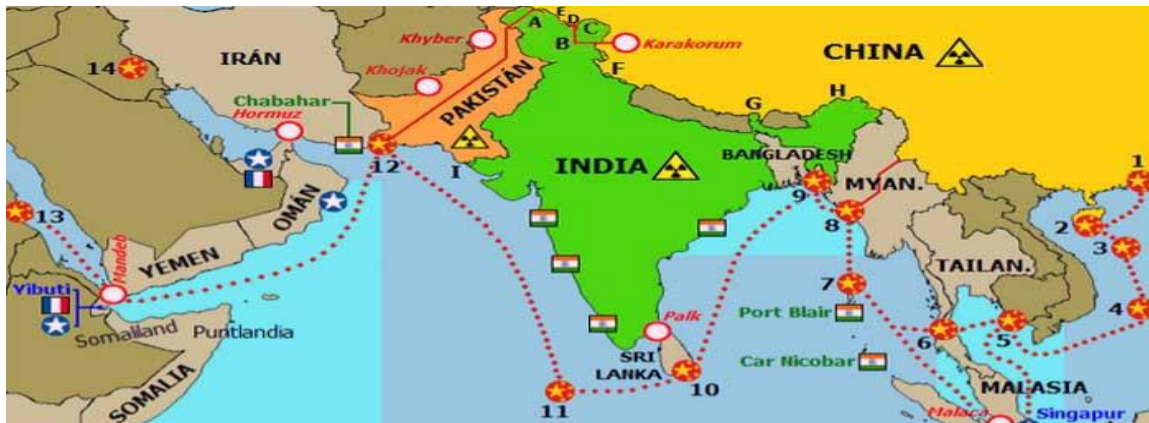 E
D
A
C
Khyber
B
Karakorum
IRÁN
CHINA
14
Khojak
F
PAKISTÁN
Chabahar
Hormuz
G
H
BANGLADESH
1
12
I
INDIA
MYAN.
9
13
OMÁN
2
8
3
YEMEN
Mandeb
TAILAN.
7
Yibuti
Port Blair
4
Palk
6
5
Somaliland
Puntlandia
SRI
LANKA
Car Nicobar
10
11
SOMALIA
MALASIA
Malaca
Singapur